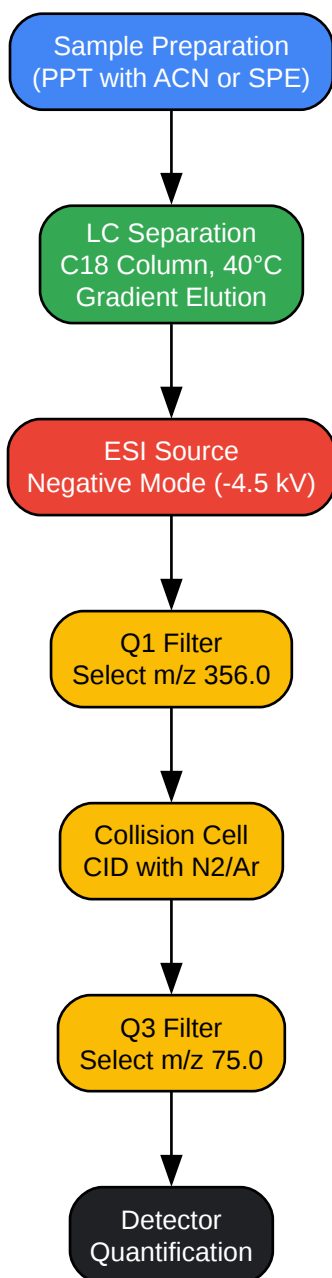 Sample Preparation
(PPT with ACN or SPE)
LC Separation
C18 Column, 40°C
Gradient Elution
ESI Source
Negative Mode (-4.5 kV)
Q1 Filter
Select m/z 356.0
Collision Cell
CID with N2/Ar
Q3 Filter
Select m/z 75.0
Detector
Quantification